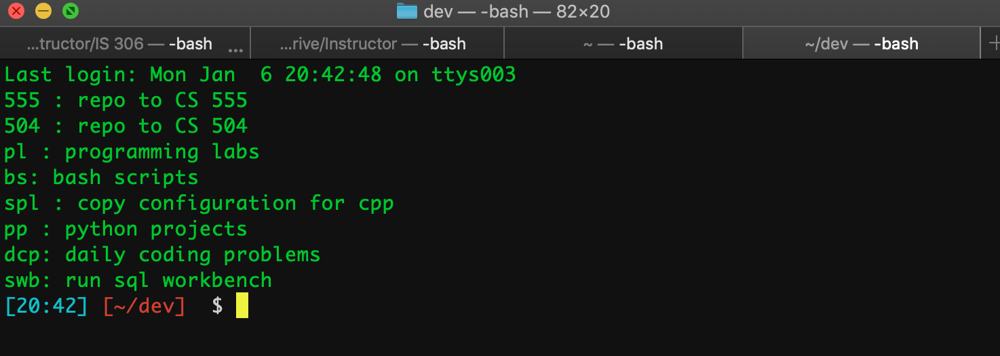 dev — -bash — 82×20
...tructor/IS 306 — -bash ...
...rive/Instructor — -bash
~ — -bash
~/dev — -bash
Last login: Mon Jan  6 20:42:48 on ttys003
555 : repo to CS 555
504 : repo to CS 504
pl : programming labs
bs: bash scripts
spl : copy configuration for cpp
pp : python projects
dcp: daily coding problems
swb: run sql workbench
[20:42] [~/dev]  $